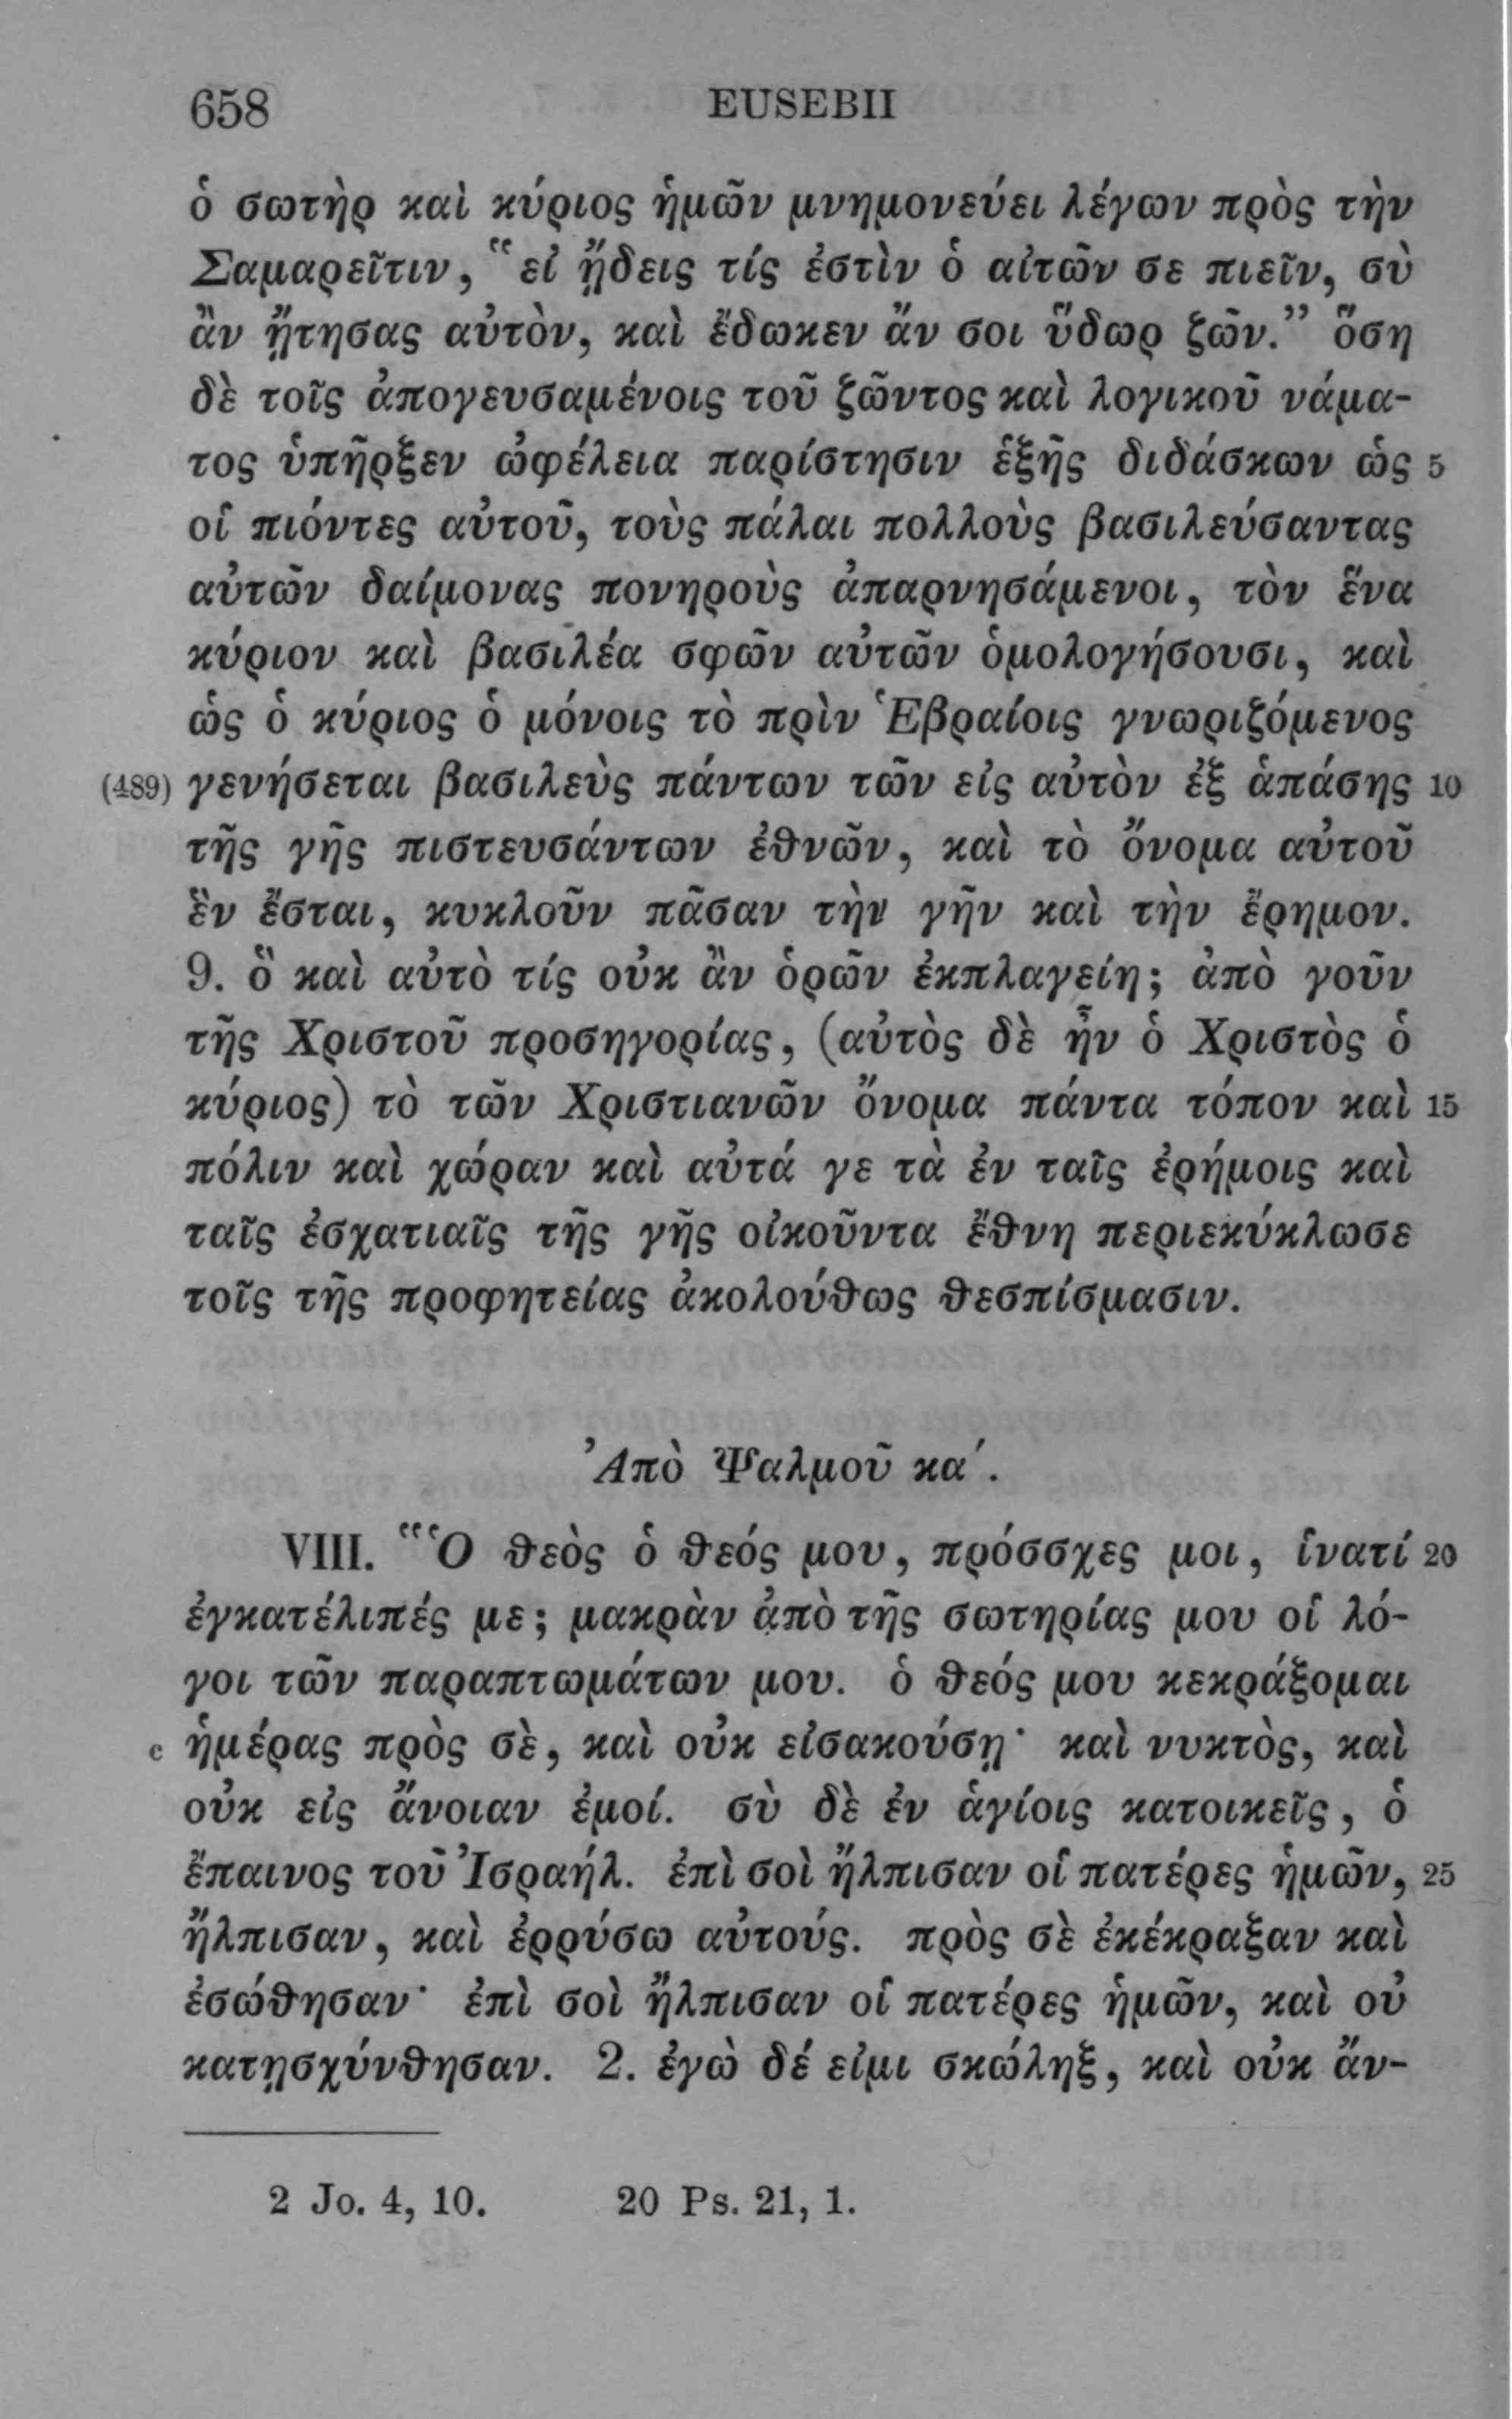 658 EUSEBII
ὁ σωτὴρ καὶ κύριος ἡμῶν μνημονεύει λέγων πρὸς τὴν
Σαμαρεῖτιν, “εἰ ᾔδεις τίς ἐστὶν ὁ αἰτῶν σε πιεῖν, σὺ
ἂν ᾔτησας αὐτὸν, καὶ ἔδωκεν ἄν σοι ὕδωρ ζῶν.” ὅση
δὲ τοῖς ἀπογευσαμένοις τοῦ ζῶντος καὶ λογικοῦ νάμα-
τος ὑπῆρξεν ὠφέλεια παρίστησιν ἑξῆς διδάσκων ὡς 5
οἱ πιόντες αὐτοῦ, τοὺς πάλαι πολλοὺς βασιλεύσαντας
αὐτῶν δαίμονας πονηροὺς ἀπαρνησάμενοι, τὸν ἕνα
κύριον καὶ βασιλέα σφῶν αὐτῶν ὁμολογήσουσι, καὶ
ὡς ὁ κύριος ὁ μόνοις τὸ πρὶν Ἑβραίοις γνωριζόμενος
(489) γενήσεται βασιλεὺς πάντων τῶν εἰς αὐτὸν ἐξ ἁπάσης 10
τῆς γῆς πιστευσάντων ἐθνῶν, καὶ τὸ ὄνομα αὐτοῦ
ἓν ἔσται, κυκλοῦν πᾶσαν τὴν γῆν καὶ τὴν ἔρημον.
9. ὃ καὶ αὐτὸ τίς οὐκ ἂν ὁρῶν ἐκπλαγείη; ἀπὸ γοῦν
τῆς Χριστοῦ προσηγορίας, (αὐτὸς δὲ ἦν ὁ Χριστὸς ὁ
κύριος) τὸ τῶν Χριστιανῶν ὄνομα πάντα τόπον καὶ 15
πόλιν καὶ χώραν καὶ αὐτά γε τὰ ἐν ταῖς ἐρήμοις καὶ
ταῖς ἐσχατιαῖς τῆς γῆς οἰκοῦντα ἔθνη περιεκύκλωσε
τοῖς τῆς προφητείας ἀκολούθως θεσπίσμασιν.
Ἀπὸ Ψαλμοῦ κα΄.
VIII. “Ὁ θεὸς ὁ θεός μου, πρόσσχες μοι, ἱνατί 20
ἐγκατέλιπές με; μακρὰν ἀπὸ τῆς σωτηρίας μου οἱ λό-
γοι τῶν παραπτωμάτων μου. ὁ θεός μου κεκράξομαι
c ἡμέρας πρὸς σὲ, καὶ οὐκ εἰσακούσῃ· καὶ νυκτὸς, καὶ
οὐκ εἰς ἄνοιαν ἐμοί. σὺ δὲ ἐν ἁγίοις κατοικεῖς, ὁ
ἔπαινος τοῦ Ἰσραήλ. ἐπὶ σοὶ ἤλπισαν οἱ πατέρες ἡμῶν, 25
ἤλπισαν, καὶ ἐρρύσω αὐτούς. πρὸς σὲ ἐκέκραξαν καὶ
ἐσώθησαν· ἐπὶ σοὶ ἤλπισαν οἱ πατέρες ἡμῶν, καὶ οὐ
κατῃσχύνθησαν. 2. ἐγὼ δέ εἰμι σκώληξ, καὶ οὐκ ἄν-
2 Jo. 4, 10. 20 Ps. 21, 1.